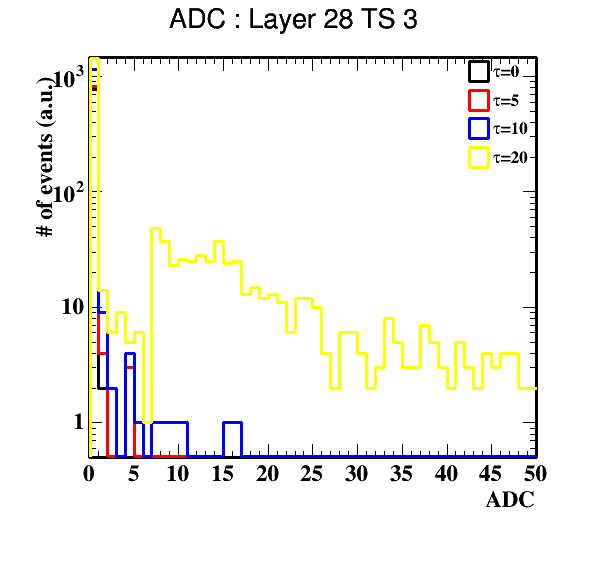 ADC : Layer 28 TS 3
# of events (a.u.)
10³
10²
10
1
τ=0
τ=5
τ=10
τ=20
0 5 10 15 20 25 30 35 40 45 50
ADC